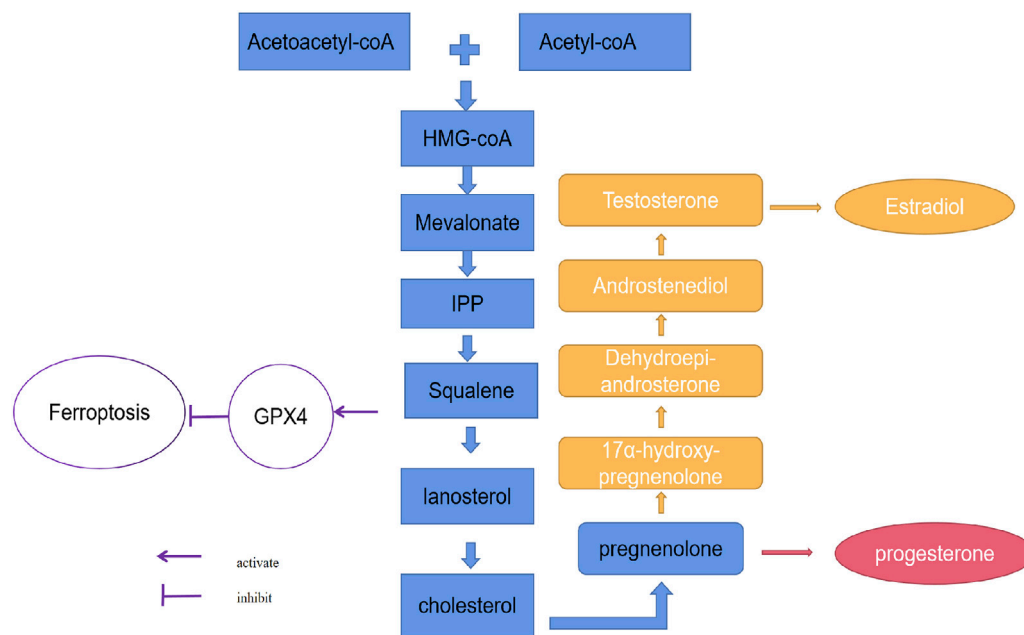 Acetoacetyl-coA
Acetyl-coA
HMG-coA
Mevalonate
IPP
Squalene
lanosterol
cholesterol
Ferroptosis
GPX4
activate
inhibit
Testosterone
Estradiol
Androstenediol
Dehydroepi-
androsterone
17α-hydroxy-
pregnenolone
pregnenolone
progesterone